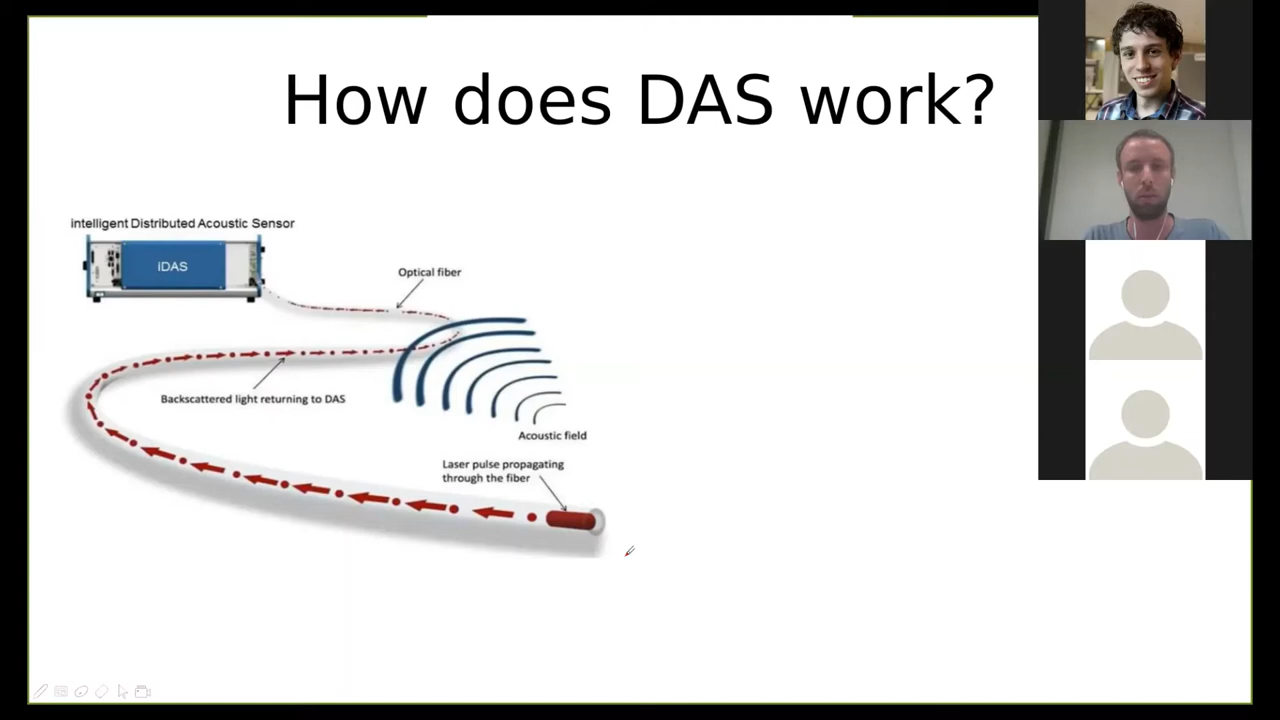 How does DAS work?
intelligent Distributed Acoustic Sensor
iDAS
Optical fiber
Backscattered light returning to DAS
Acoustic field
Laser pulse propagating
through the fiber